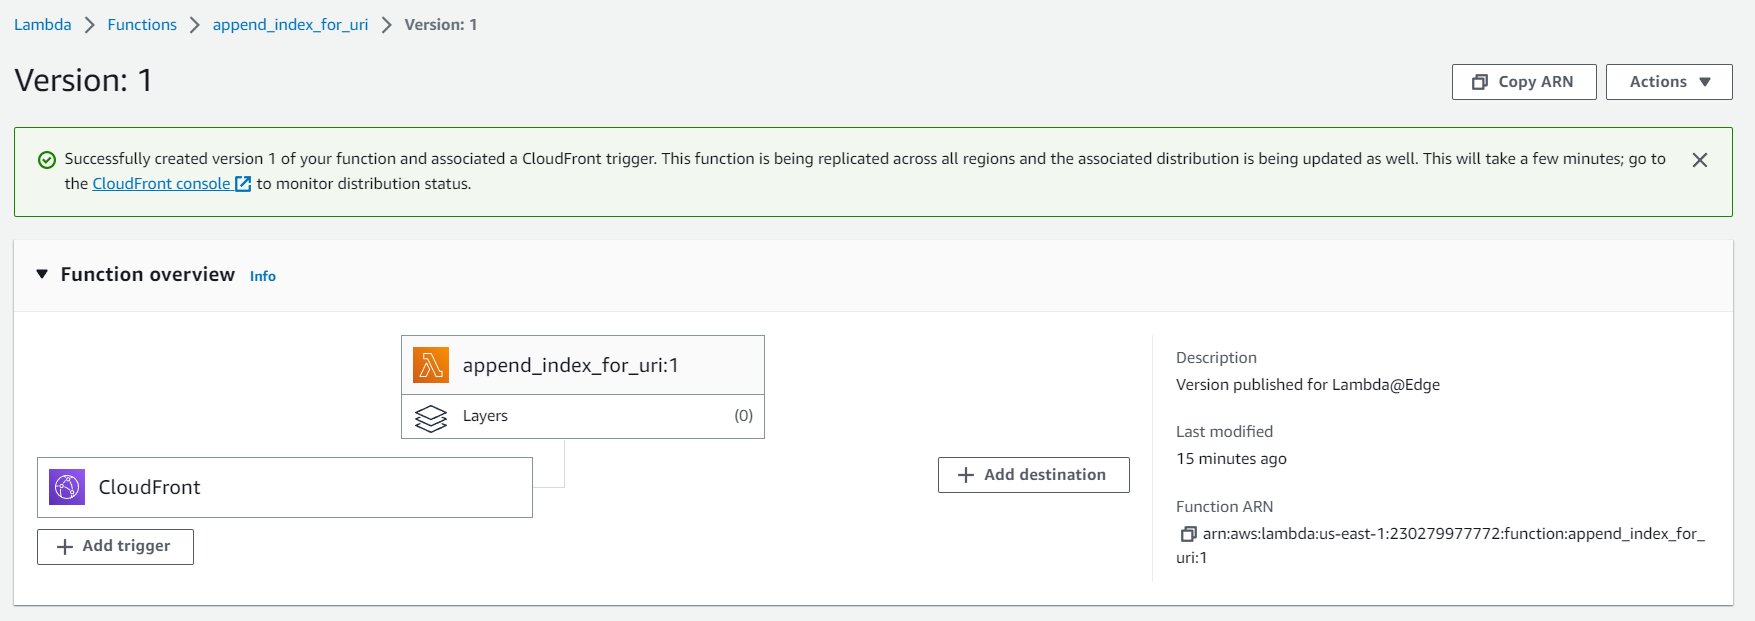 Lambda > Functions > append_index_for_uri > Version: 1
Version: 1
Copy ARN
Actions
Successfully created version 1 of your function and associated a CloudFront trigger. This function is being replicated across all regions and the associated distribution is being updated as well. This will take a few minutes; go to
the CloudFront console to monitor distribution status.
Function overview Info
append_index_for_uri:1
Layers (0)
CloudFront
+ Add trigger
+ Add destination
Description
Version published for Lambda@Edge
Last modified
15 minutes ago
Function ARN
arn:aws:lambda:us-east-1:230279977772:function:append_index_for_
uri:1